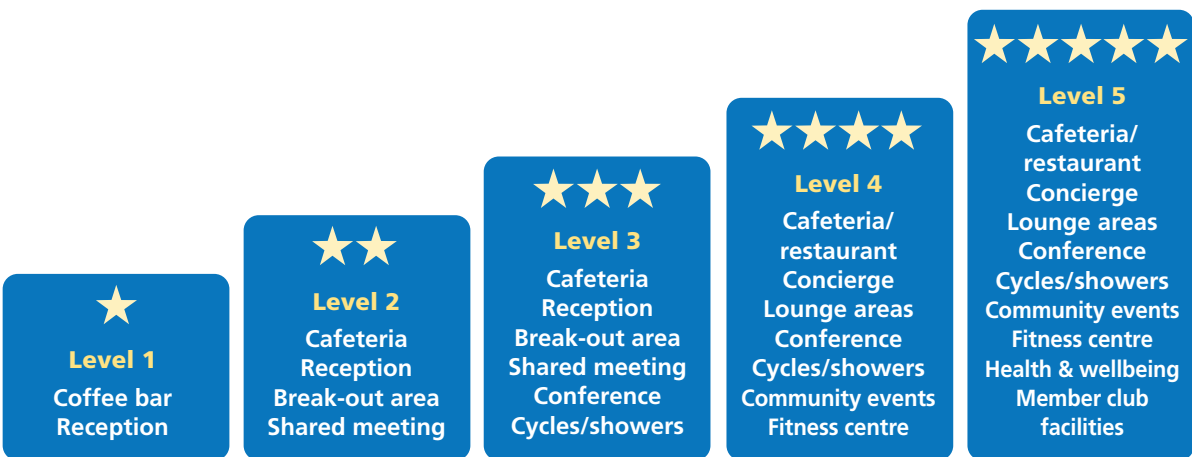 Level 1
Coffee bar
Reception
Level 2
Cafeteria
Reception
Break-out area
Shared meeting
Level 3
Cafeteria
Reception
Break-out area
Shared meeting
Conference
Cycles/showers
Level 4
Cafeteria/
restaurant
Concierge
Lounge areas
Conference
Cycles/showers
Community events
Fitness centre
Level 5
Cafeteria/
restaurant
Concierge
Lounge areas
Conference
Cycles/showers
Community events
Fitness centre
Health & wellbeing
Member club
facilities